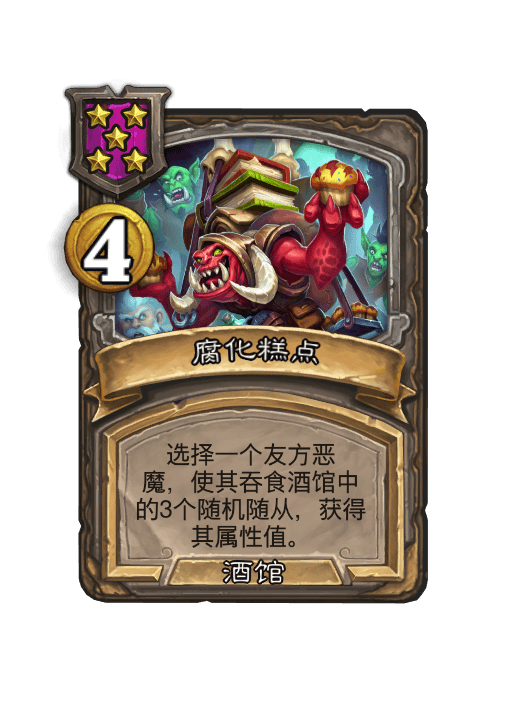 4
腐化糕点
选择一个友方恶
魔，使其吞食酒馆中
的3个随机随从，获得
其属性值。
酒馆